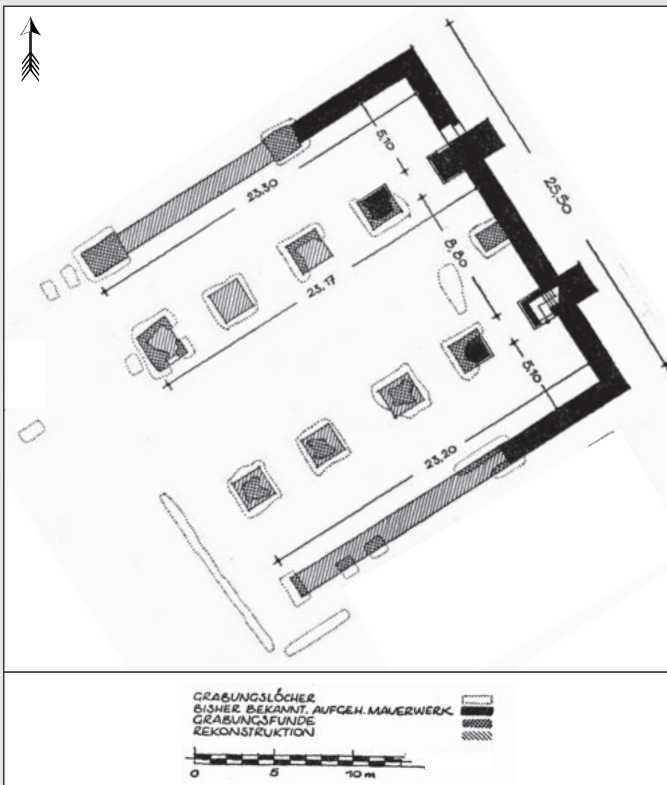 5.10
25,50
23.30
8.80
23,17
5.10
23.20
GRABUNGSLÖCHER
BISHER BEKANNT. AUFGEH. MAUERWERK
GRABUNGSFUNDE
REKONSTRUKTION
0 5 10 m